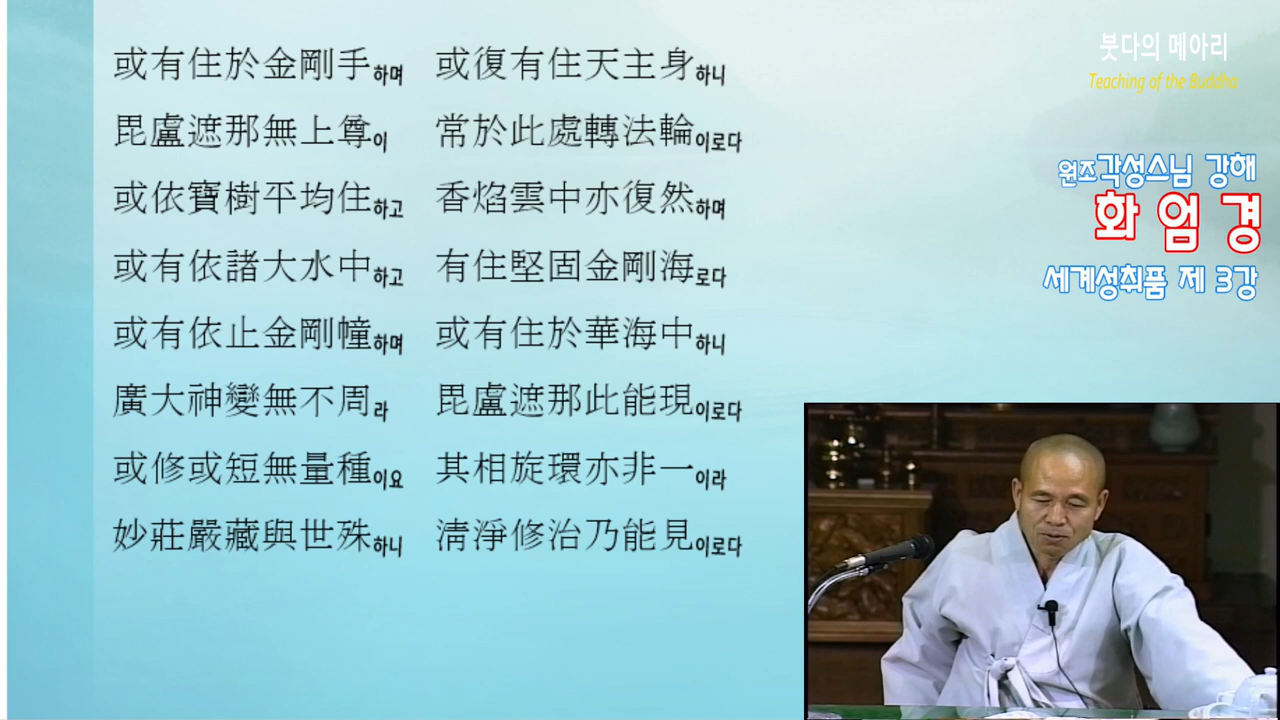 或有住於金剛手하며 或復有住天主身하니
毘盧遮那無上尊이 常於此處轉法輪이로다
或依寶樹平均住하고 香焰雲中亦復然하며
或有依諸大水中하고 有住堅固金剛海로다
或有依止金剛幢하며 或有住於華海中하니
廣大神變無不周라 毘盧遮那此能現이로다
或修或短無量種이요 其相旋環亦非一이라
妙莊嚴藏與世殊하니 淸淨修治乃能見이로다
붓다의 메아리
Teaching of the Buddha
원조각성스님 강해
화엄경
세계성취품 제 3강